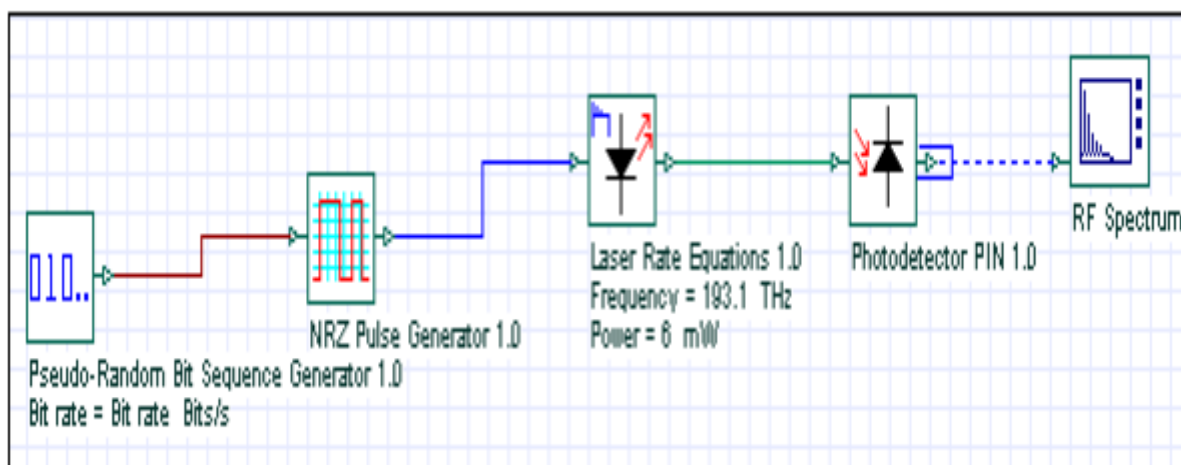 010..
Pseudo-Random Bit Sequence Generator 1.0
Bit rate = Bit rate Bits/s
NRZ Pulse Generator 1.0
Laser Rate Equations 1.0
Frequency = 193.1 THz
Power = 6 mW
Photodetector PIN 1.0
RF Spectrum